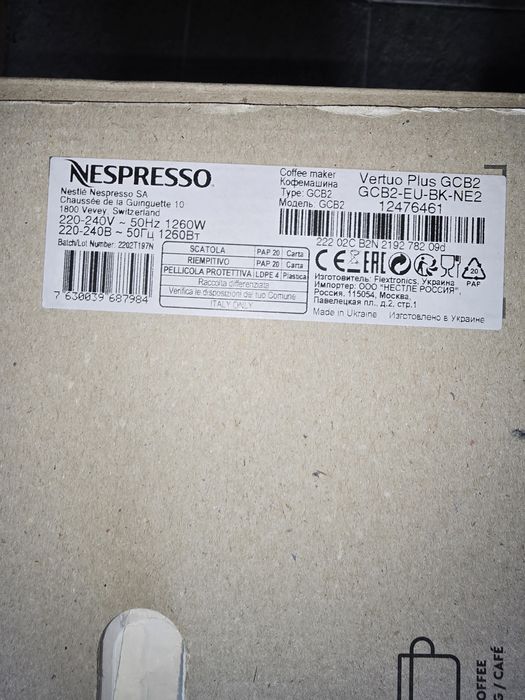 NESPRESSO
Nestlé Nespresso SA
Chaussée de la Guinguette 10
1800 Vevey, Switzerland
220-240V ~ 50Hz 1260W
220-240В ~ 50Гц 1260Вт
Batch/Lot Number: 2202T197N
7 630039 687984
SCATOLA PAP 20 Carta
RIEMPITIVO PAP 20 Carta
PELLICOLA PROTETTIVA LDPE 4 Plastica
Raccolta differenziata
Verifica le disposizioni del tuo Comune
ITALY ONLY
Coffee maker
Кофемашина
Type: GCB2
Модель: GCB2
Vertuo Plus GCB2
GCB2-EU-BK-NE2
12476461
222 02C B2N 2192 782 09d
CE EAC
20
PAP
Изготовитель: Flextronics, Украина
Импортер: ООО "НЕСТЛЕ РОССИЯ",
Россия, 115054, Москва,
Павелецкая пл., д.2, стр.1
Made in Ukraine Изготовлено в Украине
OFFEE
G / CAFÉ